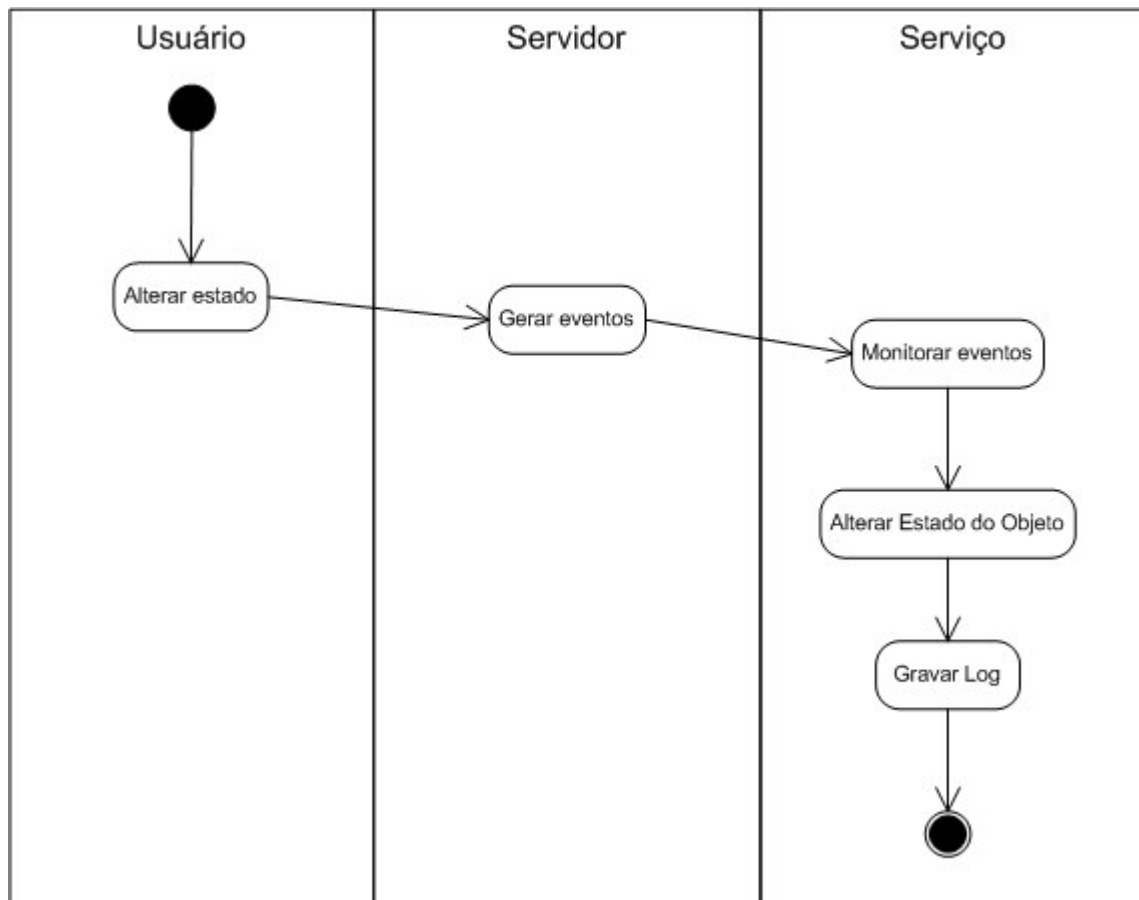 Usuário
Servidor
Serviço
Alterar estado
Gerar eventos
Monitorar eventos
Alterar Estado do Objeto
Gravar Log